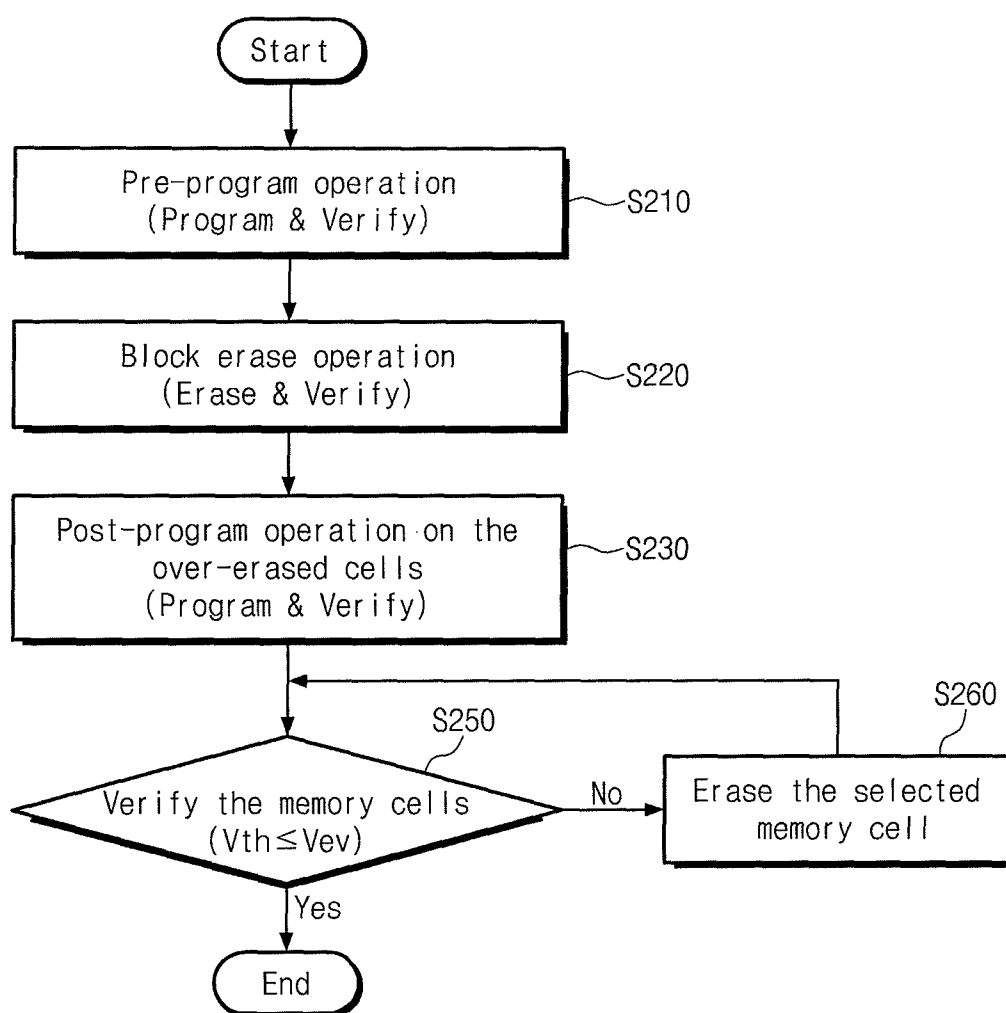 Start
Pre-program operation
(Program & Verify)
S210
Block erase operation
(Erase & Verify)
S220
Post-program operation on the
over-erased cells
(Program & Verify)
S230
S250
Verify the memory cells
(Vth≦Vev)
No
S260
Erase the selected
memory cell
Yes
End